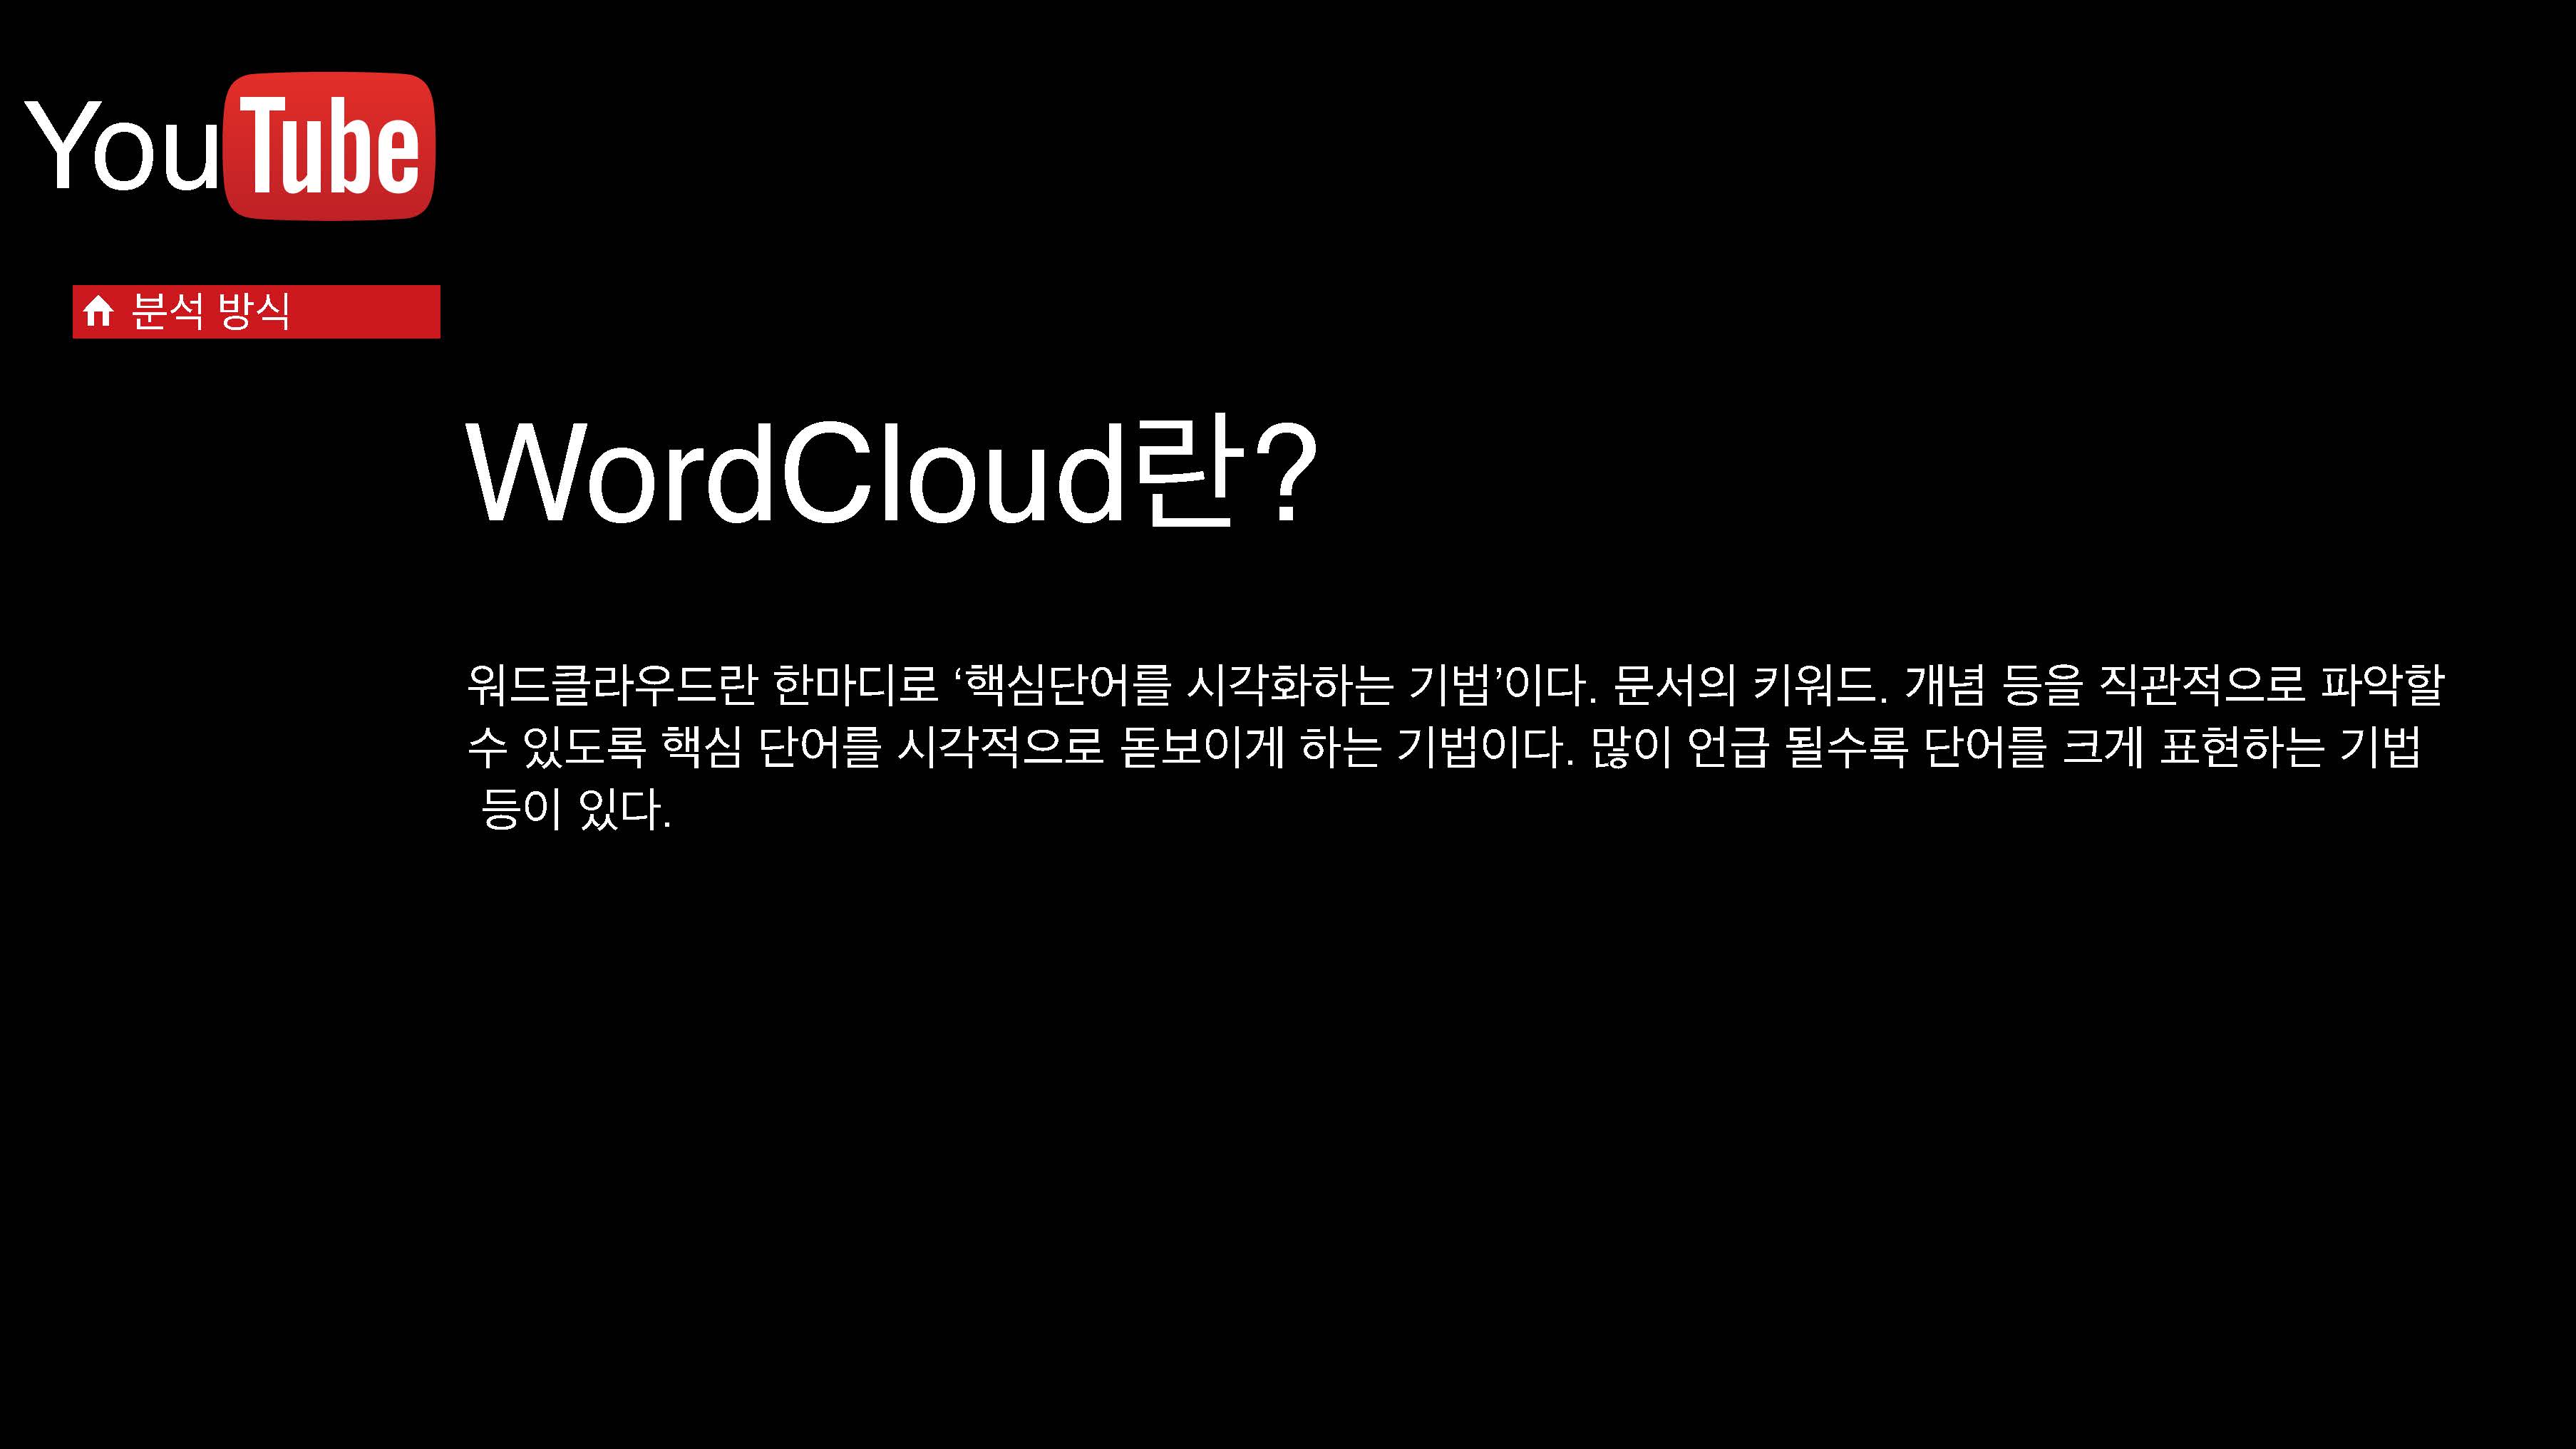 YouTube
분석 방식
WordCloud란?
워드클라우드란 한마디로 ‘핵심단어를 시각화하는 기법’이다. 문서의 키워드. 개념 등을 직관적으로 파악할
수 있도록 핵심 단어를 시각적으로 돋보이게 하는 기법이다. 많이 언급 될수록 단어를 크게 표현하는 기법
등이 있다.